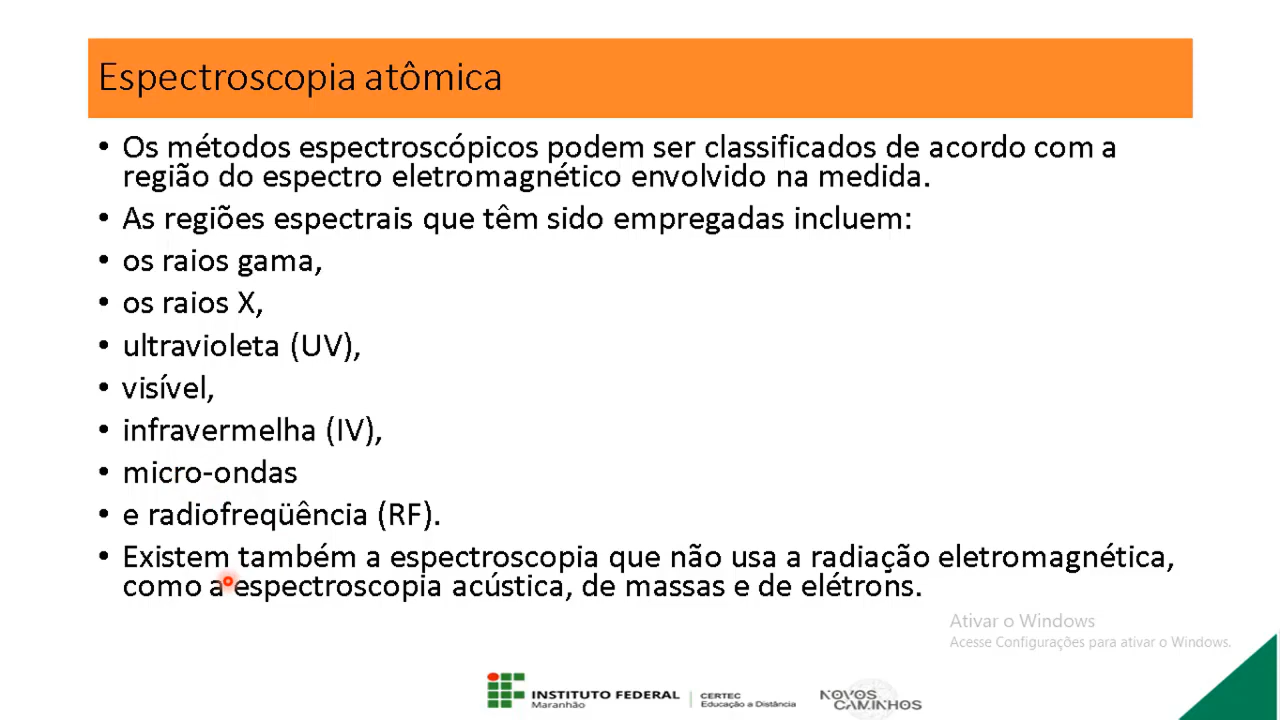 Espectroscopia atômica
• Os métodos espectroscópicos podem ser classificados de acordo com a
região do espectro eletromagnético envolvido na medida.
• As regiões espectrais que têm sido empregadas incluem:
• os raios gama,
• os raios X,
• ultravioleta (UV),
• visível,
• infravermelha (IV),
• micro-ondas
• e radiofreqüência (RF).
• Existem também a espectroscopia que não usa a radiação eletromagnética,
como a espectroscopia acústica, de massas e de elétrons.
Ativar o Windows
Acesse Configurações para ativar o Windows.
INSTITUTO FEDERAL
Maranhão
CERTEC
Educação a Distância
NOVOS
CAMINHOS